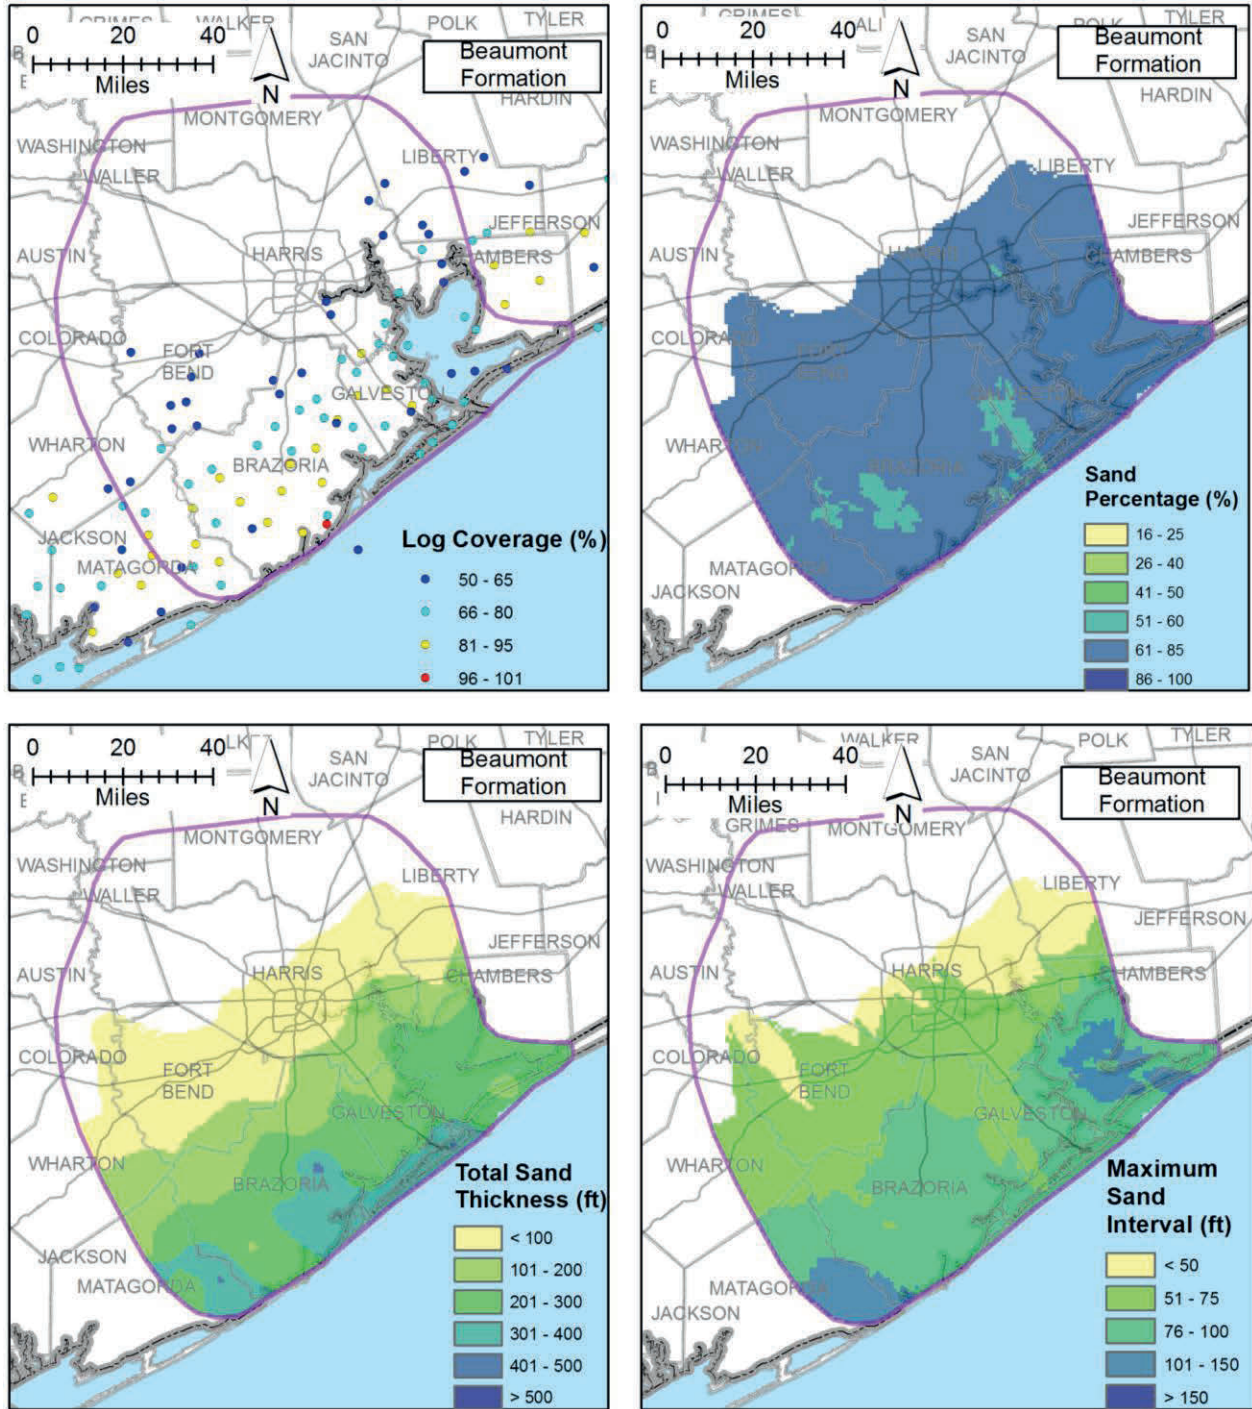 0 20 40
Miles
N
WALKER
POLK
TYLER
SAN
JACINTO
Beaumont
Formation
HARDIN
MONTGOMERY
WASHINGTON
WALLER
LIBERTY
JEFFERSON
AUSTIN
HARRIS
COLORADO
FORT
BEND
GALVESTON
WHARTON
BRAZORIA
JACKSON
MATAGORDA
Log Coverage (%)
50 - 65
66 - 80
81 - 95
96 - 101
0 20 40
Miles
N
POLK
TYLER
SAN
JACINTO
Beaumont
Formation
HARDIN
MONTGOMERY
WASHINGTON
WALLER
LIBERTY
JEFFERSON
AUSTIN
HARRIS
CHAMBERS
COLORADO
FORT
BEND
GALVESTON
WHARTON
BRAZORIA
MATAGORDA
JACKSON
Sand
Percentage (%)
16 - 25
26 - 40
41 - 50
51 - 60
61 - 85
86 - 100
0 20 40
Miles
N
POLK
TYLER
SAN
JACINTO
Beaumont
Formation
HARDIN
MONTGOMERY
WASHINGTON
WALLER
LIBERTY
JEFFERSON
AUSTIN
HARRIS
CHAMBERS
COLORADO
FORT
BEND
GALVESTON
WHARTON
BRAZORIA
JACKSON
MATAGORDA
Total Sand
Thickness (ft)
< 100
101 - 200
201 - 300
301 - 400
401 - 500
> 500
0 20 40
Miles
N
WALKER
POLK
TYLER
SAN
JACINTO
Beaumont
Formation
GRIMES
HARDIN
MONTGOMERY
WASHINGTON
WALLER
LIBERTY
JEFFERSON
AUSTIN
HARRIS
CHAMBERS
COLORADO
FORT
BEND
GALVESTON
WHARTON
BRAZORIA
MATAGORDA
JACKSON
Maximum
Sand
Interval (ft)
< 50
51 - 75
76 - 100
101 - 150
> 150